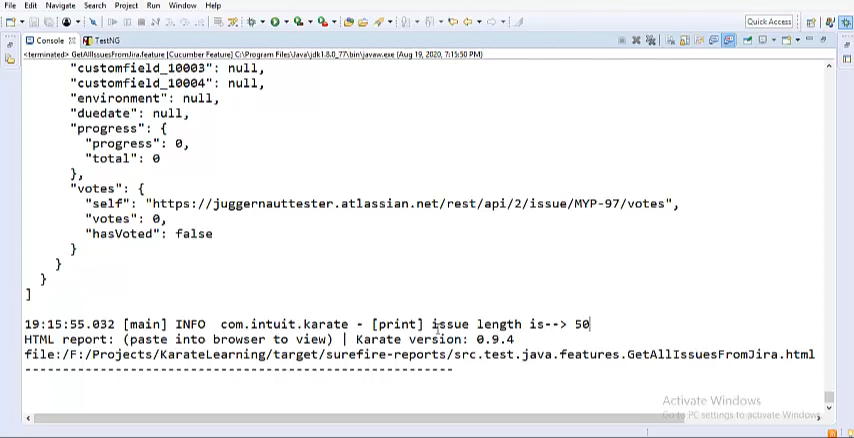 File Edit Navigate Search Project Run Window Help
Quick Access
Console TestNG
<terminated> GetAllIssuesFromJira.feature [Cucumber Feature] C:\Program Files\Java\jdk1.8.0_77\bin\javaw.exe (Aug 19, 2020, 7:15:50 PM)
"customfield_10003": null,
"customfield_10004": null,
"environment": null,
"duedate": null,
"progress": {
"progress": 0,
"total": 0
},
"votes": {
"self": "https://juggernauttester.atlassian.net/rest/api/2/issue/MYP-97/votes",
"votes": 0,
"hasVoted": false
}
}
}
]
19:15:55.032 [main] INFO com.intuit.karate - [print] issue length is--> 50
HTML report: (paste into browser to view) | Karate version: 0.9.4
file:/F:/Projects/KarateLearning/target/surefire-reports/src.test.java.features.GetAllIssuesFromJira.html
---------------------------------------------------------
Activate Windows
Go to PC settings to activate Windows.